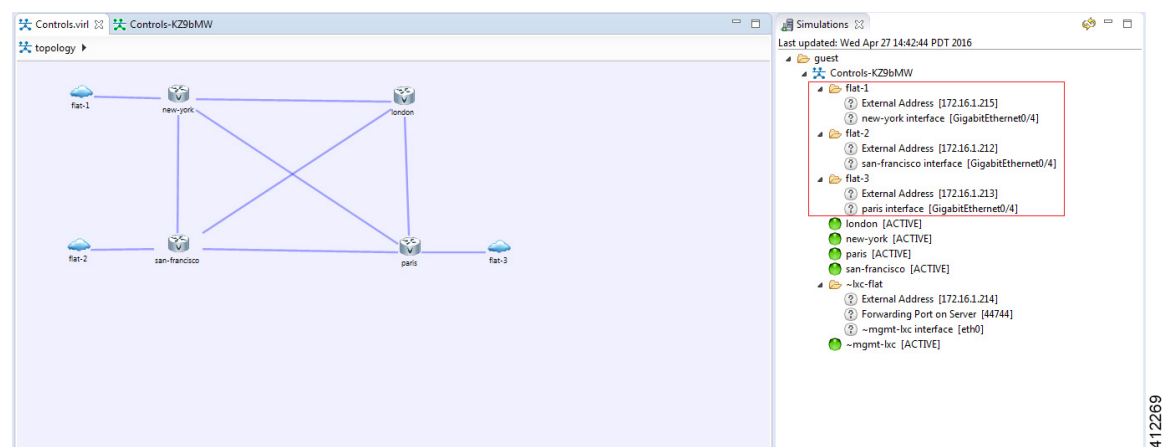 Controls.virl
Controls-KZ9bMW
topology
flat-1
new-york
london
flat-2
san-francisco
paris
flat-3
Simulations
Last updated: Wed Apr 27 14:42:44 PDT 2016
guest
Controls-KZ9bMW
flat-1
External Address [172.16.1.215]
new-york interface [GigabitEthernet0/4]
flat-2
External Address [172.16.1.212]
san-francisco interface [GigabitEthernet0/4]
flat-3
External Address [172.16.1.213]
paris interface [GigabitEthernet0/4]
london [ACTIVE]
new-york [ACTIVE]
paris [ACTIVE]
san-francisco [ACTIVE]
~lxc-flat
External Address [172.16.1.214]
Forwarding Port on Server [44744]
~mgmt-lxc interface [eth0]
~mgmt-lxc [ACTIVE]
412269